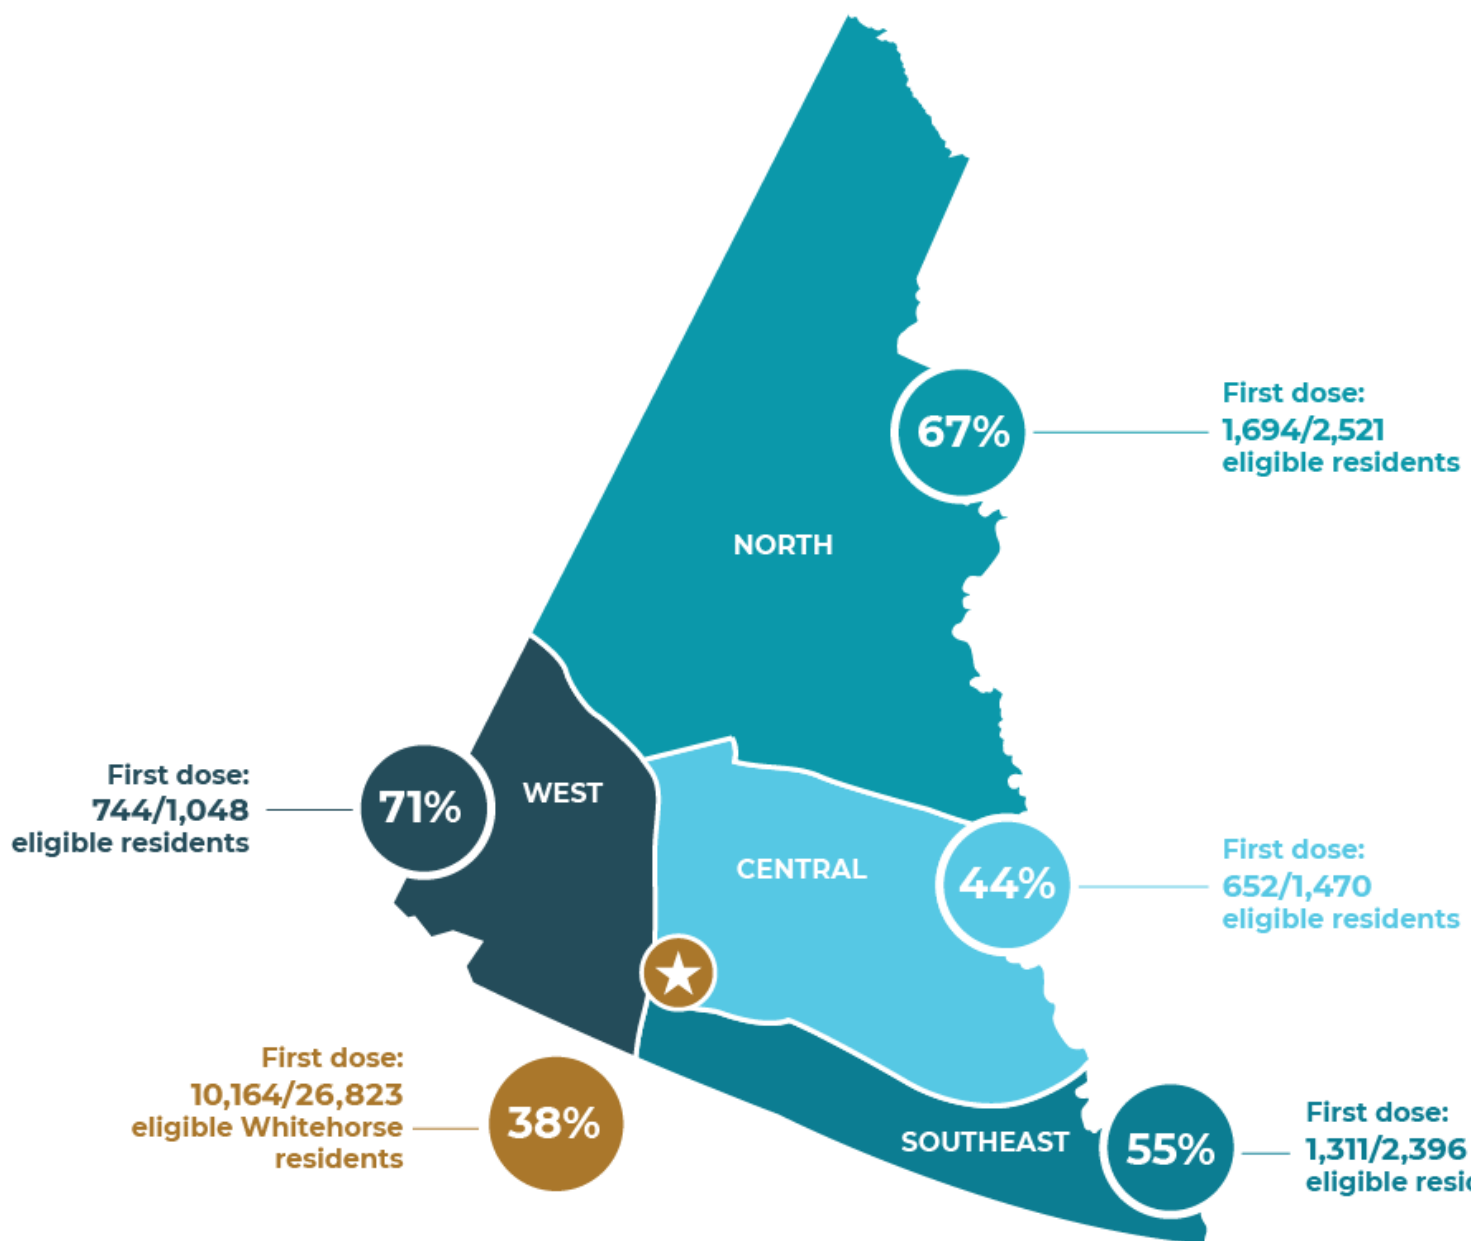 67%
First dose:
1,694/2,521
eligible residents
NORTH
First dose:
744/1,048
eligible residents
71%
WEST
CENTRAL
44%
First dose:
652/1,470
eligible residents
First dose:
10,164/26,823
eligible Whitehorse
residents
38%
SOUTHEAST
55%
First dose:
1,311/2,396
eligible